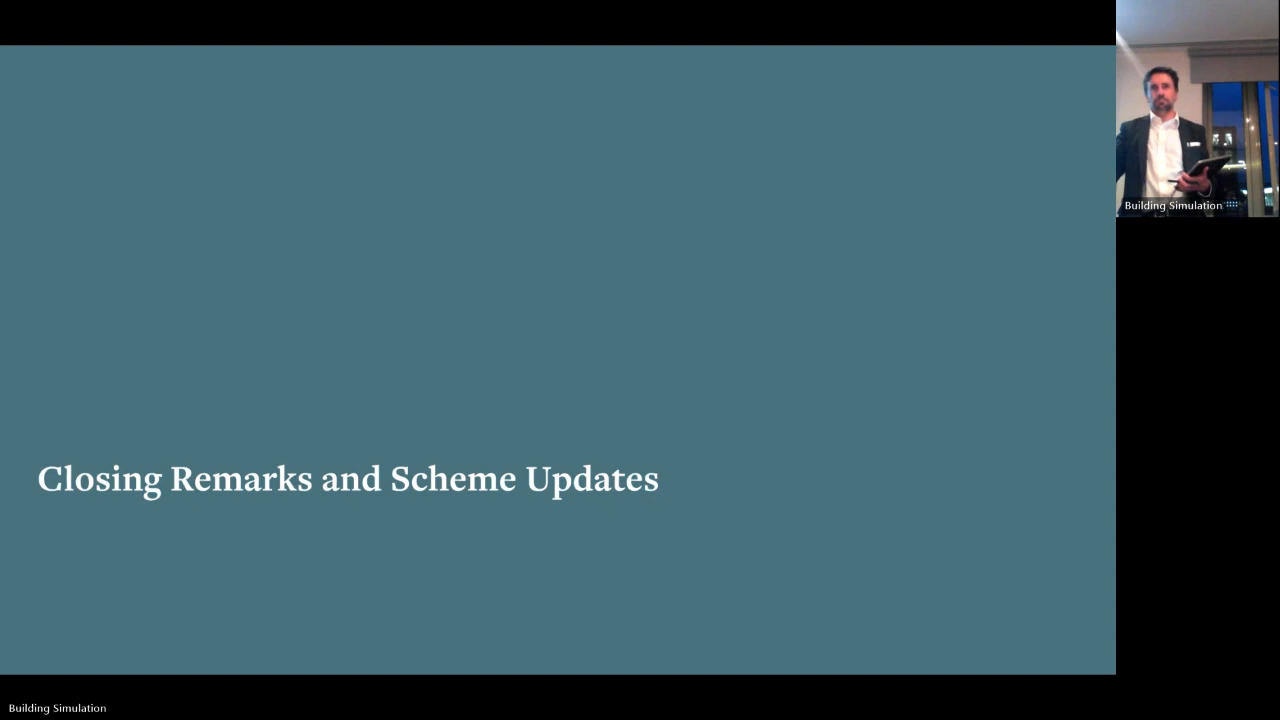 Closing Remarks and Scheme Updates
Building Simulation
Building Simulation